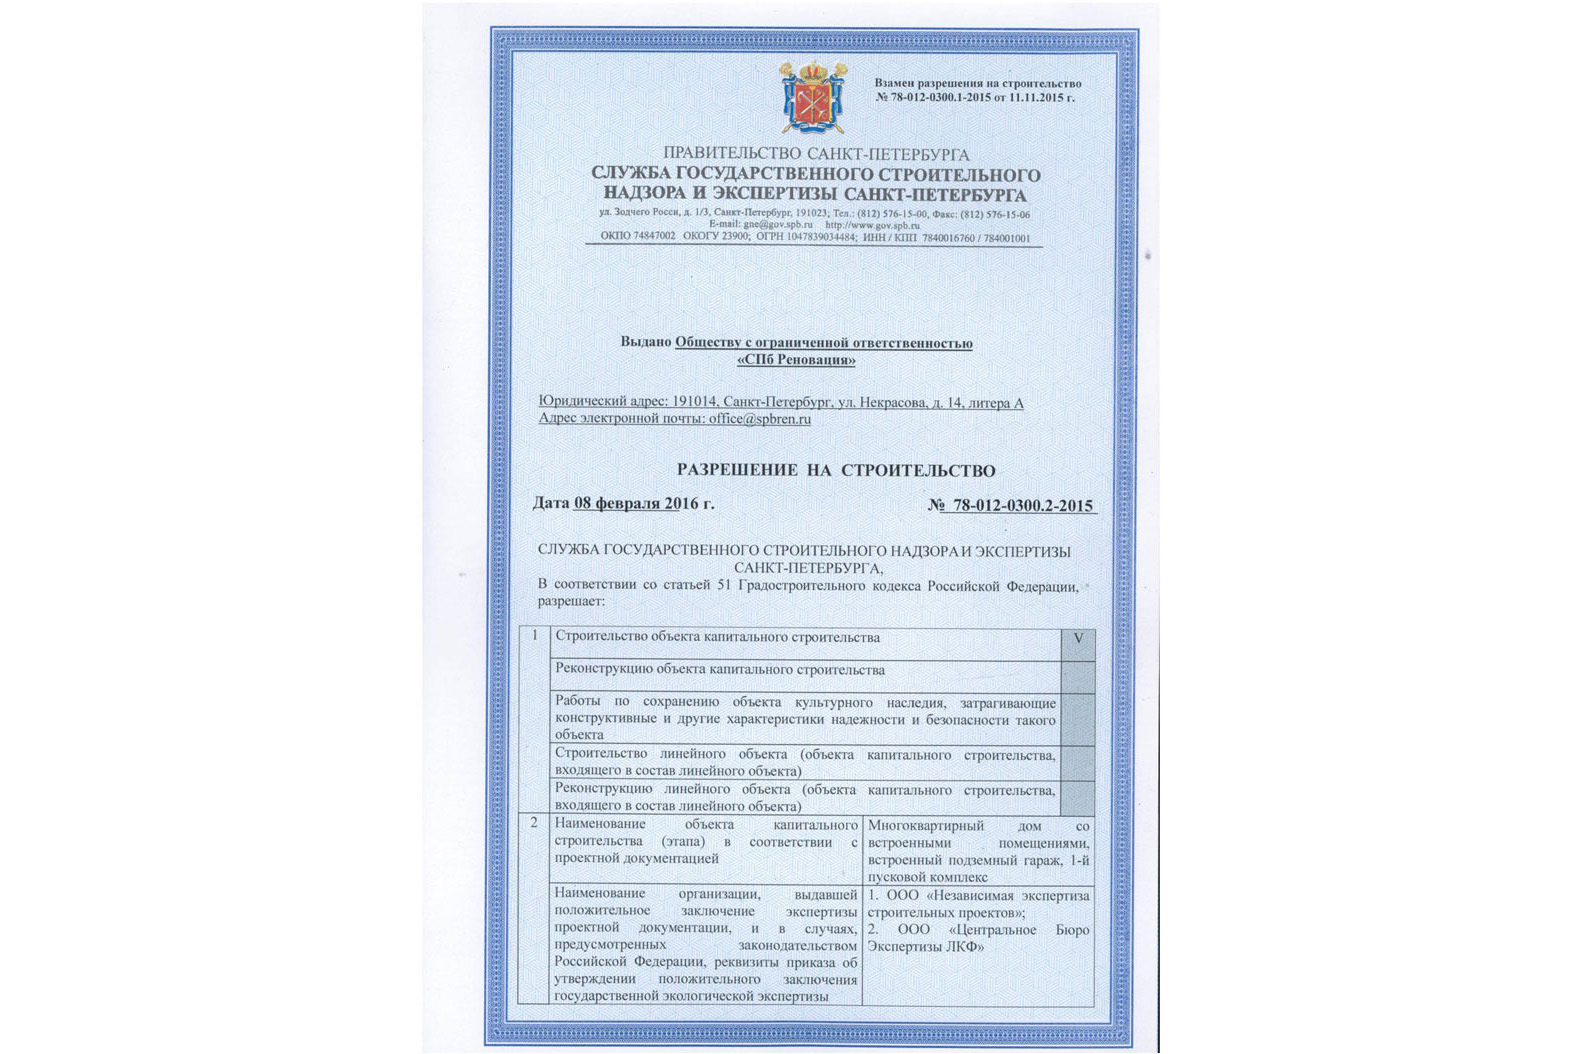 Взамен разрешения на строительство
№ 78-012-0300.1-2015 от 11.11.2015 г.
ПРАВИТЕЛЬСТВО САНКТ-ПЕТЕРБУРГА
СЛУЖБА ГОСУДАРСТВЕННОГО СТРОИТЕЛЬНОГО
НАДЗОРА И ЭКСПЕРТИЗЫ САНКТ-ПЕТЕРБУРГА
ул. Зодчего Росси, д. 1/3, Санкт-Петербург, 191023; Тел.: (812) 576-15-00, Факс: (812) 576-15-06
E-mail: gne@gov.spb.ru http://www.gov.spb.ru
ОКПО 74847002 ОКОГУ 23900; ОГРН 1047839034484; ИНН / КПП 7840016760 / 784001001
Выдано Обществу с ограниченной ответственностью
«СПб Реновация»
Юридический адрес: 191014, Санкт-Петербург, ул. Некрасова, д. 14, литера А
Адрес электронной почты: office@spbren.ru
РАЗРЕШЕНИЕ НА СТРОИТЕЛЬСТВО
Дата 08 февраля 2016 г. № 78-012-0300.2-2015
СЛУЖБА ГОСУДАРСТВЕННОГО СТРОИТЕЛЬНОГО НАДЗОРА И ЭКСПЕРТИЗЫ
САНКТ-ПЕТЕРБУРГА,
В соответствии со статьей 51 Градостроительного кодекса Российской Федерации,
разрешает:
1 Строительство объекта капитального строительства V
Реконструкцию объекта капитального строительства
Работы по сохранению объекта культурного наследия, затрагивающие
конструктивные и другие характеристики надежности и безопасности такого
объекта
Строительство линейного объекта (объекта капитального строительства,
входящего в состав линейного объекта)
Реконструкцию линейного объекта (объекта капитального строительства,
входящего в состав линейного объекта)
2 Наименование объекта капитального
строительства (этапа) в соответствии с
проектной документацией
Многоквартирный дом со
встроенными помещениями,
встроенный подземный гараж, 1-й
пусковой комплекс
Наименование организации, выдавшей
положительное заключение экспертизы
проектной документации, и в случаях,
предусмотренных законодательством
Российской Федерации, реквизиты приказа об
утверждении положительного заключения
государственной экологической экспертизы
1. ООО «Независимая экспертиза
строительных проектов»;
2. ООО «Центральное Бюро
Экспертизы ЛКФ»